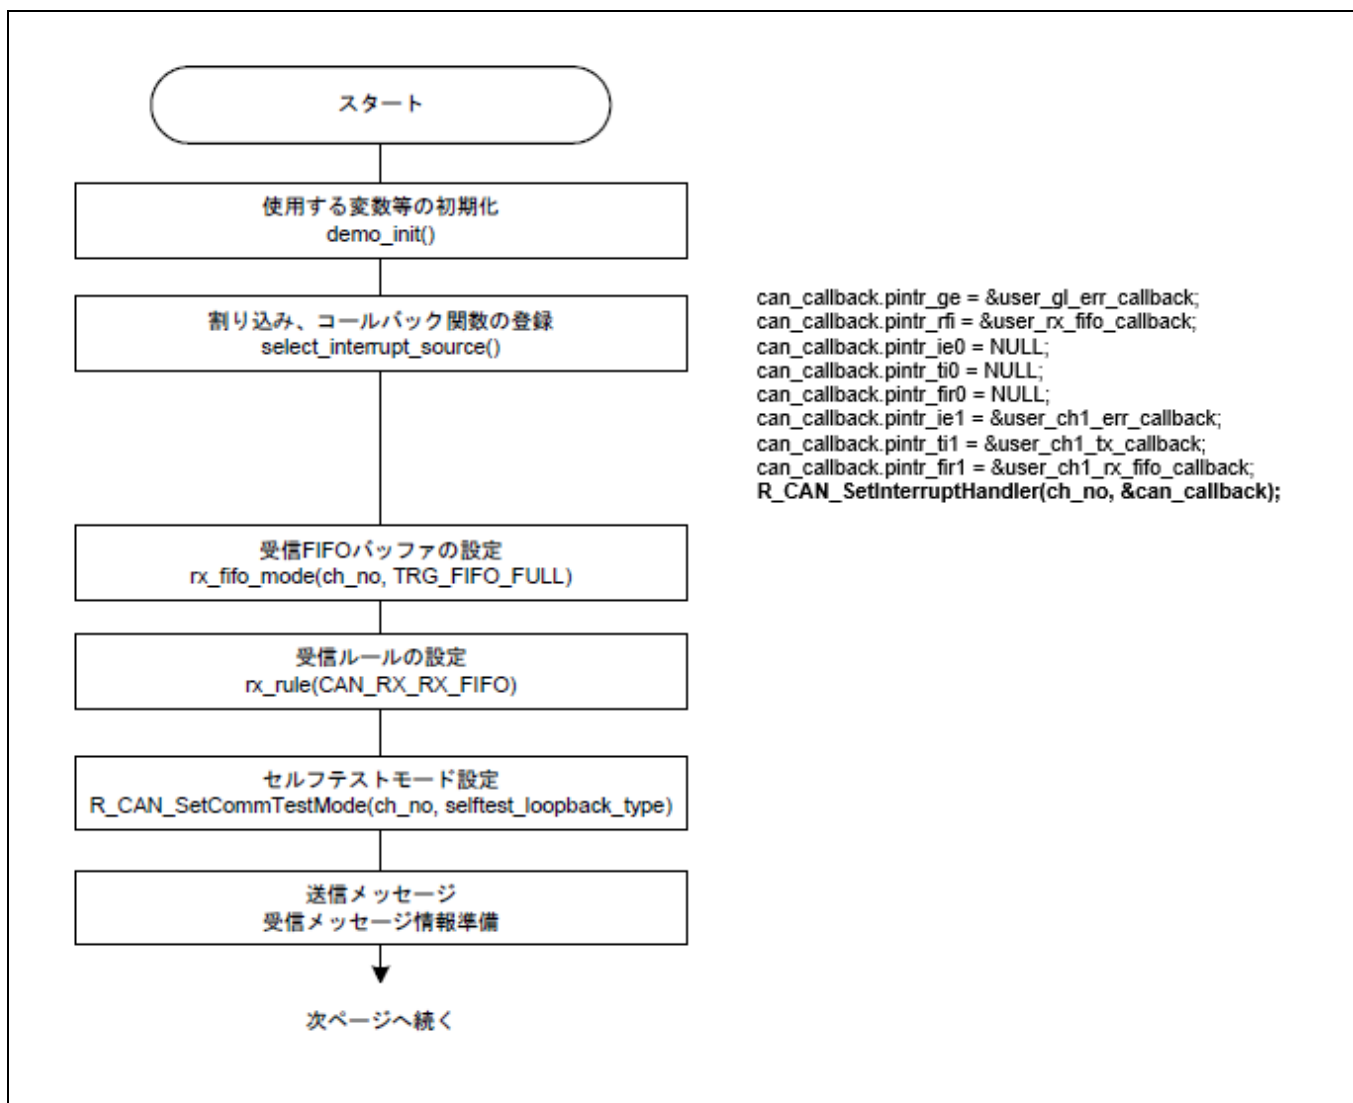 スタート
使用する変数等の初期化
demo_init()
割り込み、コールバック関数の登録
select_interrupt_source()
can_callback.pintr_ge = &user_gl_err_callback;
can_callback.pintr_rfi = &user_rx_fifo_callback;
can_callback.pintr_ie0 = NULL;
can_callback.pintr_ti0 = NULL;
can_callback.pintr_fir0 = NULL;
can_callback.pintr_ie1 = &user_ch1_err_callback;
can_callback.pintr_ti1 = &user_ch1_tx_callback;
can_callback.pintr_fir1 = &user_ch1_rx_fifo_callback;
R_CAN_SetInterruptHandler(ch_no, &can_callback);
受信FIFOバッファの設定
rx_fifo_mode(ch_no, TRG_FIFO_FULL)
受信ルールの設定
rx_rule(CAN_RX_RX_FIFO)
セルフテストモード設定
R_CAN_SetCommTestMode(ch_no, selftest_loopback_type)
送信メッセージ
受信メッセージ情報準備
次ページへ続く